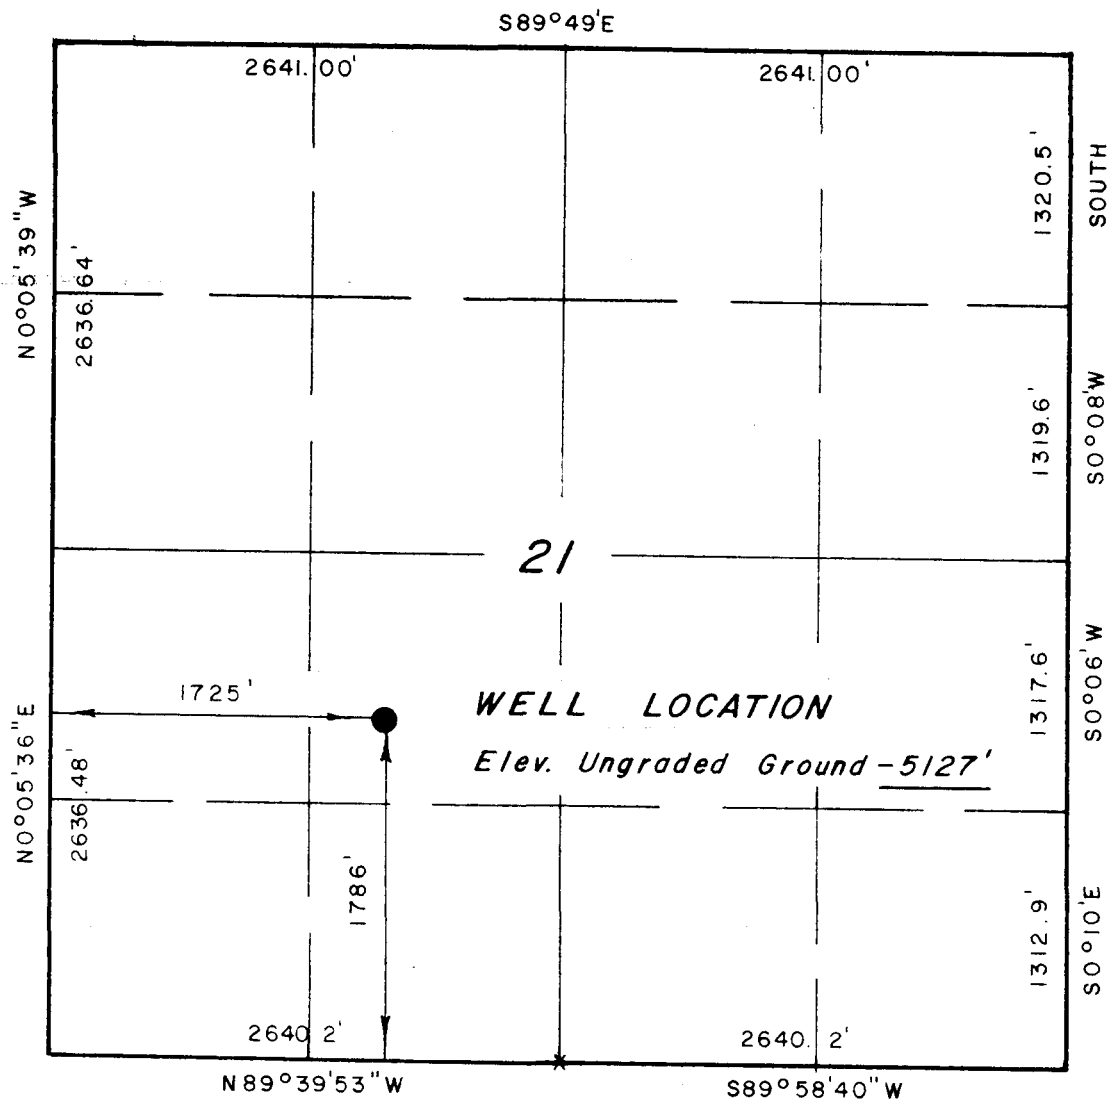 S89°49'E
2641.00'
2641.00'
1320.5'
SOUTH
N0°05'39"W
2636.64'
1319.6'
S0°08'W
21
1317.6'
S0°06'W
1725'
WELL LOCATION
Elev. Ungraded Ground -5127'
N0°05'36"E
2636.48'
1786'
1312.9'
S0°10'E
2640.2'
2640.2'
N89°39'53"W
S89°58'40"W